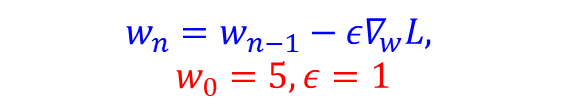 wₙ = wₙ₋₁ − ϵ∇_w L,
w₀ = 5, ϵ = 1